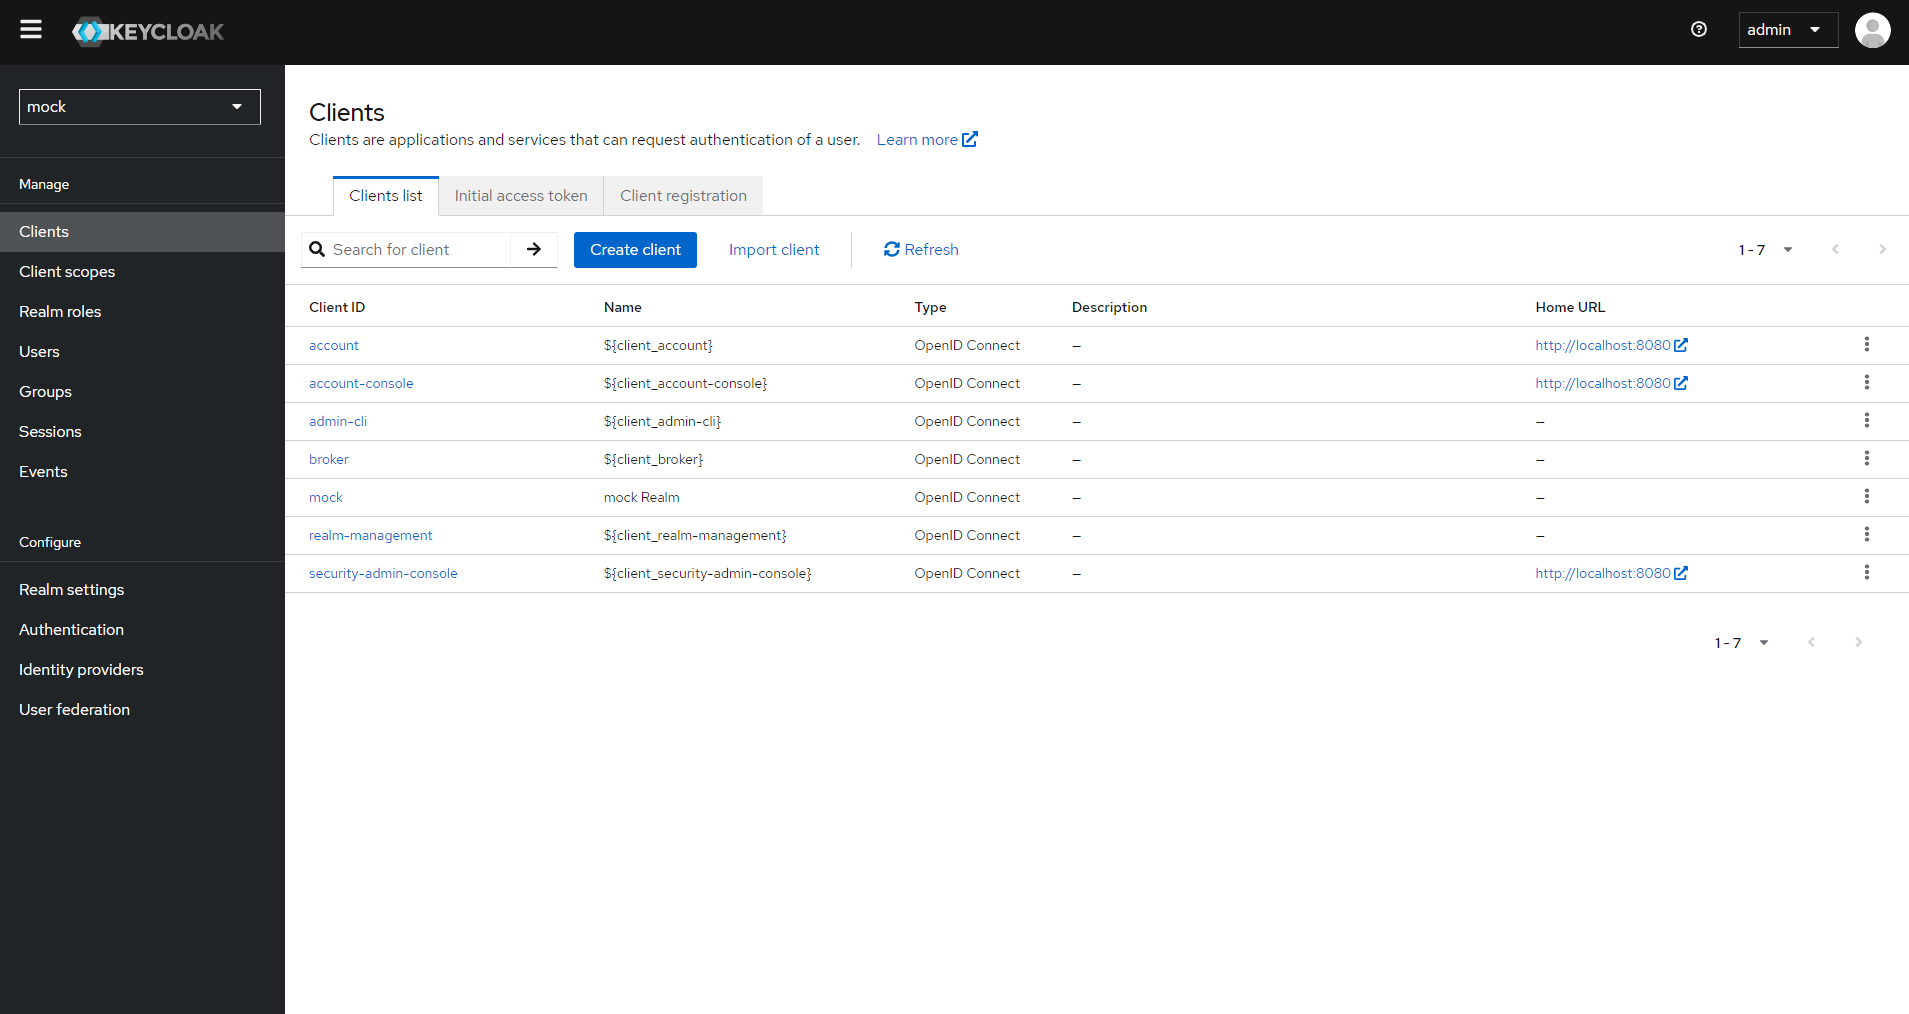 KEYCLOAK
admin
mock
Manage
Clients
Client scopes
Realm roles
Users
Groups
Sessions
Events
Configure
Realm settings
Authentication
Identity providers
User federation
Clients
Clients are applications and services that can request authentication of a user. Learn more
Clients list Initial access token Client registration
Search for client Create client Import client Refresh 1 - 7
Client ID Name Type Description Home URL
account ${client_account} OpenID Connect – http://localhost:8080
account-console ${client_account-console} OpenID Connect – http://localhost:8080
admin-cli ${client_admin-cli} OpenID Connect – –
broker ${client_broker} OpenID Connect – –
mock mock Realm OpenID Connect – –
realm-management ${client_realm-management} OpenID Connect – –
security-admin-console ${client_security-admin-console} OpenID Connect – http://localhost:8080
1 - 7